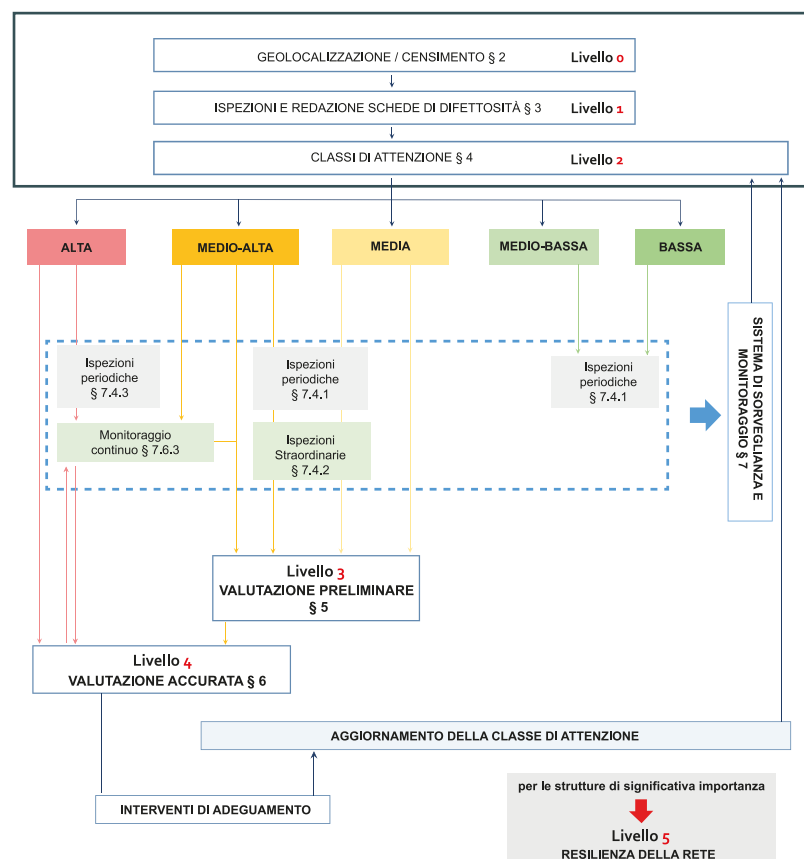 GEOLOCALIZZAZIONE / CENSIMENTO § 2 Livello 0
ISPEZIONI E REDAZIONE SCHEDE DI DIFETTOSITÀ § 3 Livello 1
CLASSI DI ATTENZIONE § 4 Livello 2
ALTA
MEDIO-ALTA
MEDIA
MEDIO-BASSA
BASSA
Ispezioni
periodiche
§ 7.4.3
Ispezioni
periodiche
§ 7.4.1
Ispezioni
periodiche
§ 7.4.1
Monitoraggio
continuo § 7.6.3
Ispezioni
Straordinarie
§ 7.4.2
SISTEMA DI SORVEGLIANZA E
MONITORAGGIO § 7
Livello 3
VALUTAZIONE PRELIMINARE
§ 5
Livello 4
VALUTAZIONE ACCURATA § 6
AGGIORNAMENTO DELLA CLASSE DI ATTENZIONE
INTERVENTI DI ADEGUAMENTO
per le strutture di significativa importanza
Livello 5
RESILIENZA DELLA RETE